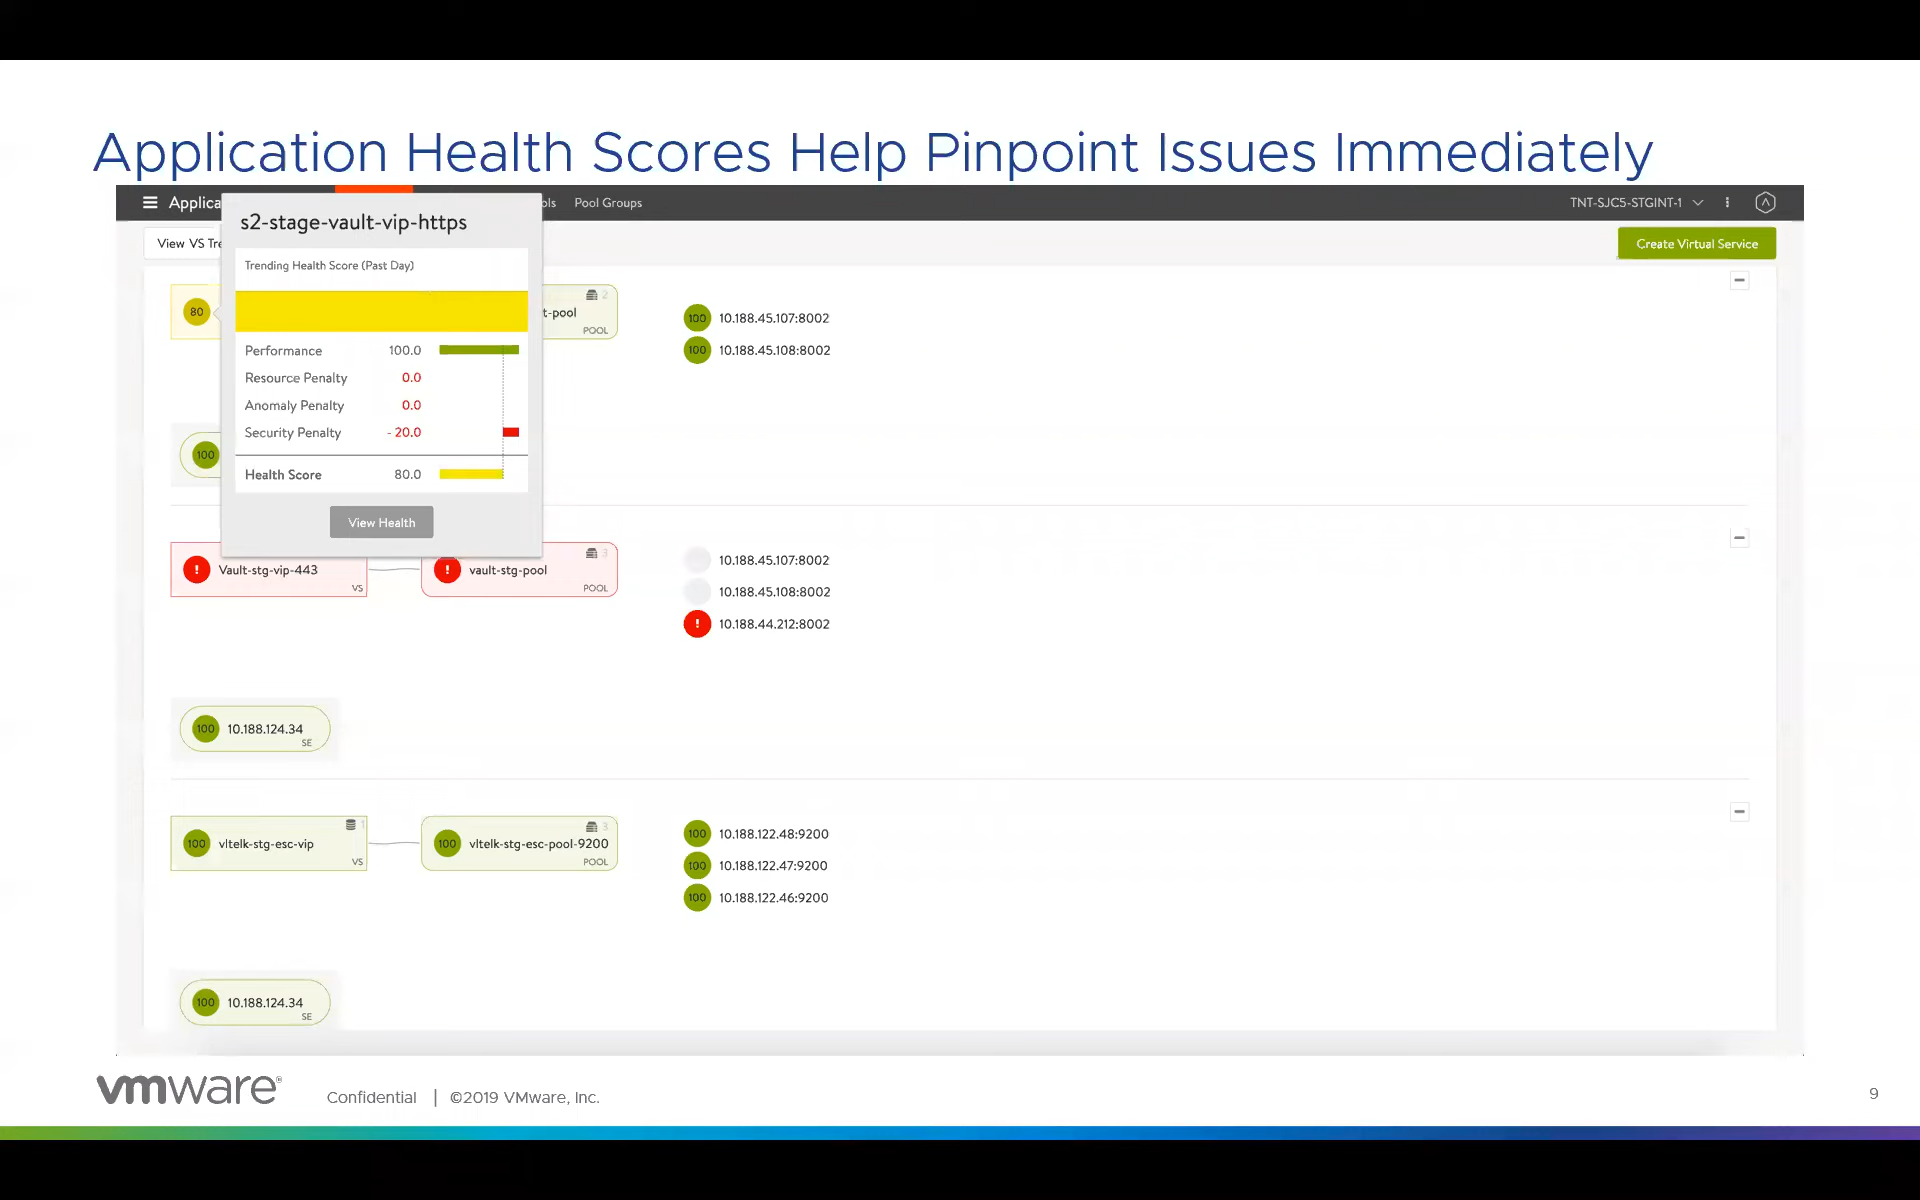 Application Health Scores Help Pinpoint Issues Immediately
Pool Groups
TNT-SJC5-STGINT-1
s2-stage-vault-vip-https
View VS
Create Virtual Service
Trending Health Score (Past Day)
80
2
t-pool
POOL
100 10.188.45.107:8002
100 10.188.45.108:8002
Performance 100.0
Resource Penalty 0.0
Anomaly Penalty 0.0
Security Penalty - 20.0
100
Health Score 80.0
View Health
! Vault-stg-vip-443
VS
3
! vault-stg-pool
POOL
10.188.45.107:8002
10.188.45.108:8002
! 10.188.44.212:8002
100 10.188.124.34
SE
1
100 vltelk-stg-esc-vip
VS
3
100 vltelk-stg-esc-pool-9200
POOL
100 10.188.122.48:9200
100 10.188.122.47:9200
100 10.188.122.46:9200
100 10.188.124.34
SE
vmware®
Confidential | ©2019 VMware, Inc.
9